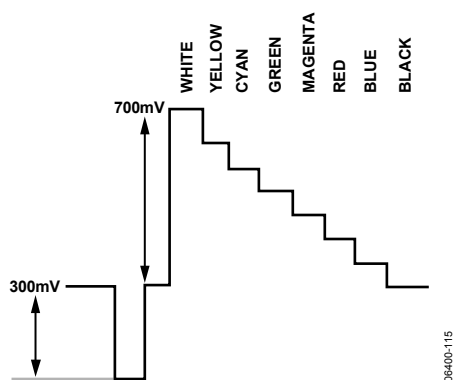 WHITE
YELLOW
CYAN
GREEN
MAGENTA
RED
BLUE
BLACK
700mV
300mV
06400-115